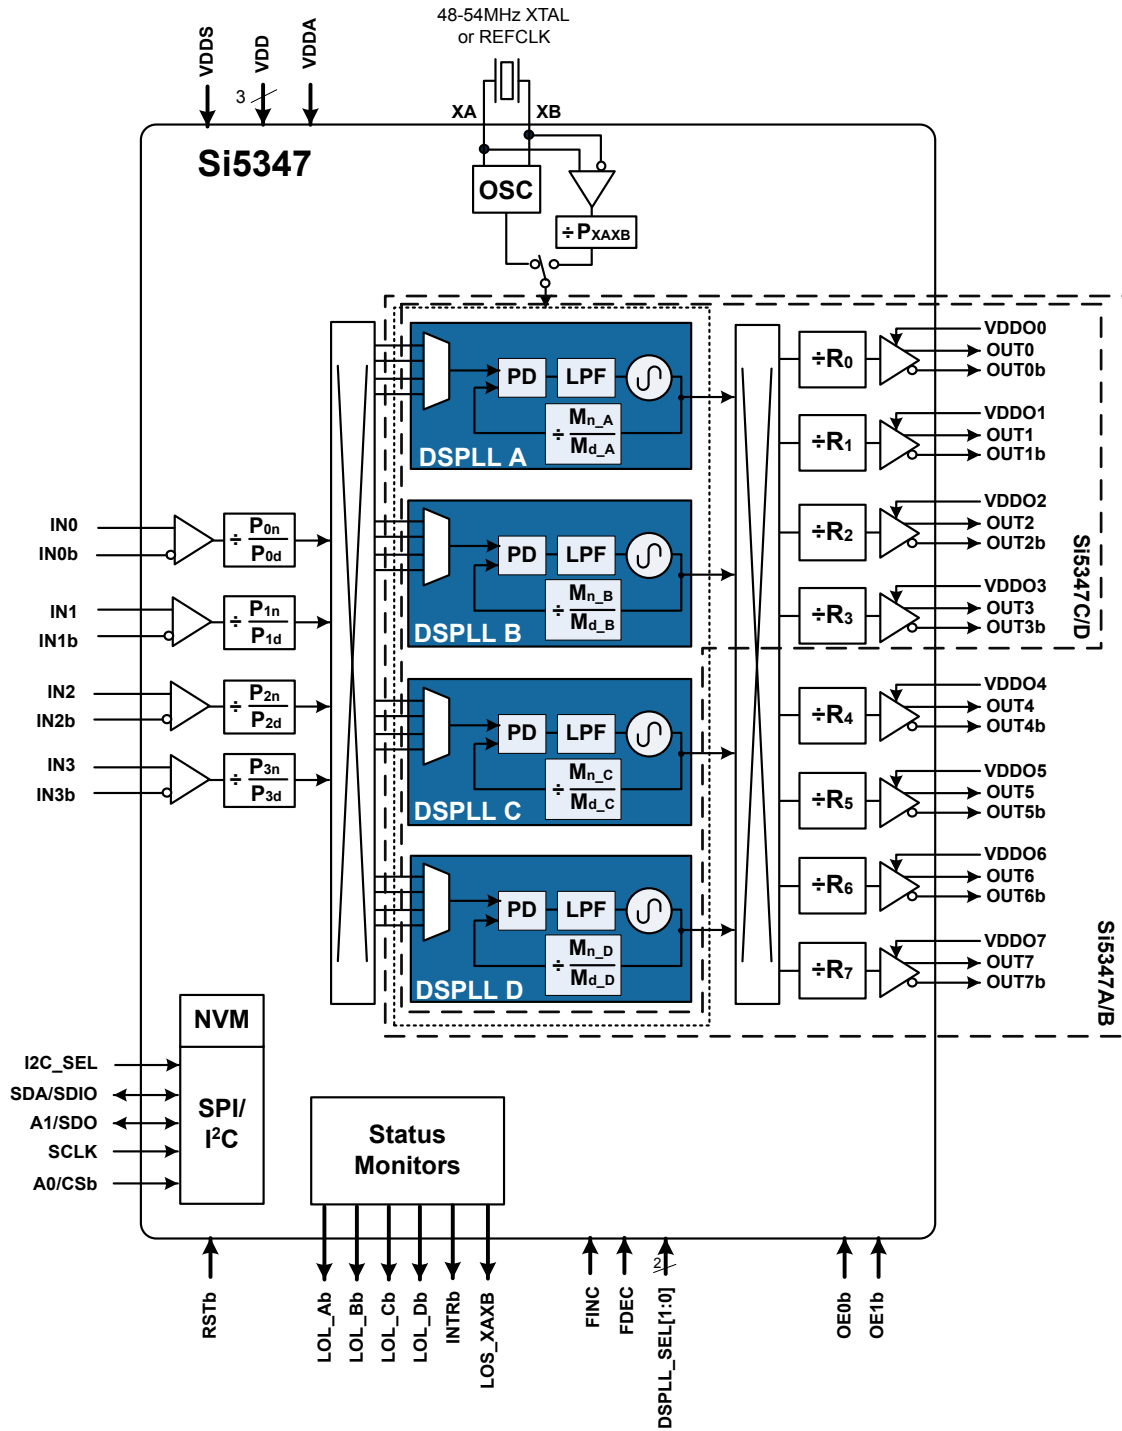 48-54MHz XTAL
or REFCLK
VDDS
VDD
VDDA
3
XA
XB
Si5347
OSC
÷PXAXB
DSPLL A
PD
LPF
÷ Mn_A
Md_A
DSPLL B
PD
LPF
÷ Mn_B
Md_B
DSPLL C
PD
LPF
÷ Mn_C
Md_C
DSPLL D
PD
LPF
÷ Mn_D
Md_D
IN0
IN0b
÷ P0n
P0d
IN1
IN1b
÷ P1n
P1d
IN2
IN2b
÷ P2n
P2d
IN3
IN3b
÷ P3n
P3d
÷R0
VDDO0
OUT0
OUT0b
÷R1
VDDO1
OUT1
OUT1b
÷R2
VDDO2
OUT2
OUT2b
÷R3
VDDO3
OUT3
OUT3b
Si5347C/D
÷R4
VDDO4
OUT4
OUT4b
÷R5
VDDO5
OUT5
OUT5b
÷R6
VDDO6
OUT6
OUT6b
÷R7
VDDO7
OUT7
OUT7b
Si5347A/B
NVM
SPI/
I²C
I2C_SEL
SDA/SDIO
A1/SDO
SCLK
A0/CSb
Status
Monitors
RSTb
LOL_Ab
LOL_Bb
LOL_Cb
LOL_Db
INTRb
LOS_XAXB
FINC
FDEC
2
DSPLL_SEL[1:0]
OE0b
OE1b